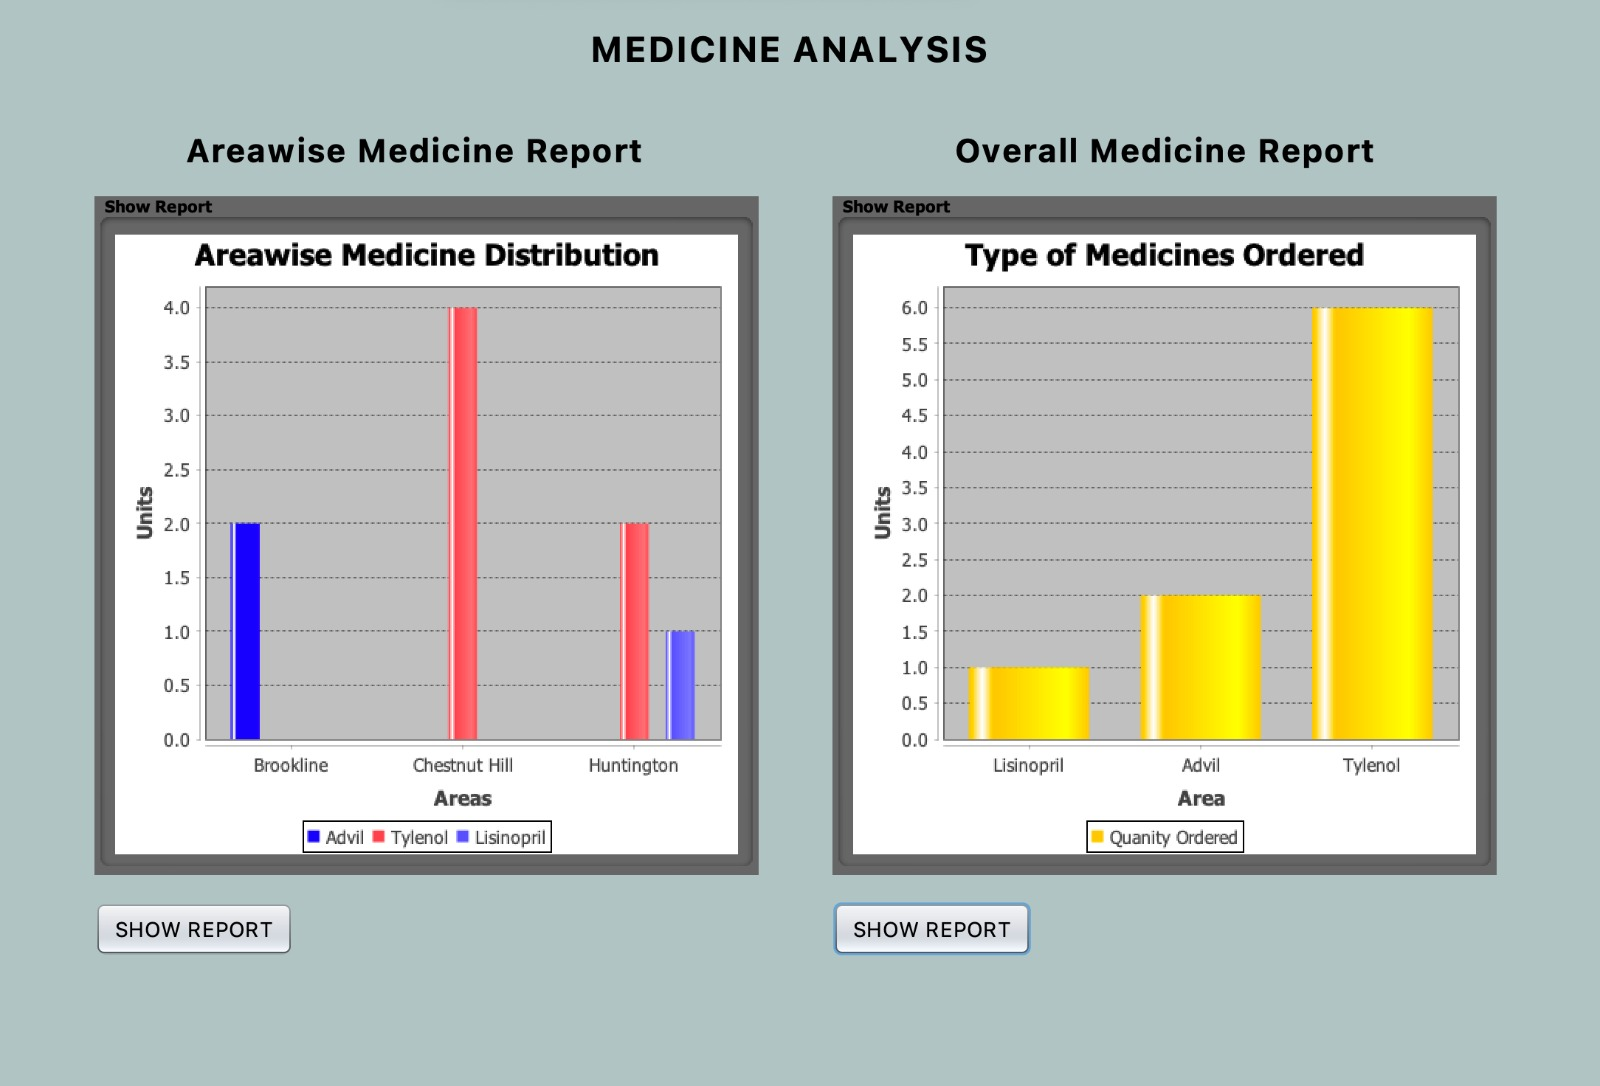 MEDICINE ANALYSIS
Areawise Medicine Report
Show Report
Areawise Medicine Distribution
4.0
3.5
3.0
2.5
2.0
1.5
1.0
0.5
0.0
Units
Brookline Chestnut Hill Huntington
Areas
Advil Tylenol Lisinopril
SHOW REPORT
Overall Medicine Report
Show Report
Type of Medicines Ordered
6.0
5.5
5.0
4.5
4.0
3.5
3.0
2.5
2.0
1.5
1.0
0.5
0.0
Units
Lisinopril Advil Tylenol
Area
Quanity Ordered
SHOW REPORT